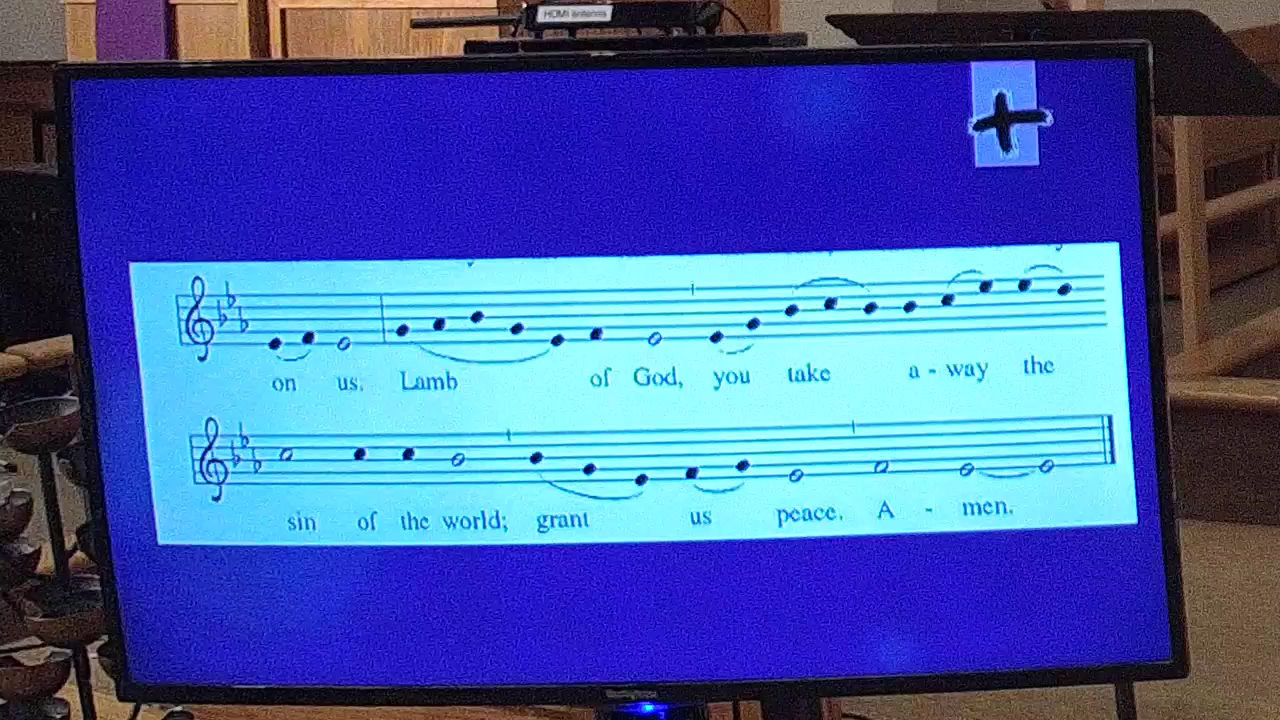 HDMI antenna
on us. Lamb of God, you take a - way the
sin of the world; grant us peace. A - men.
Westinghouse